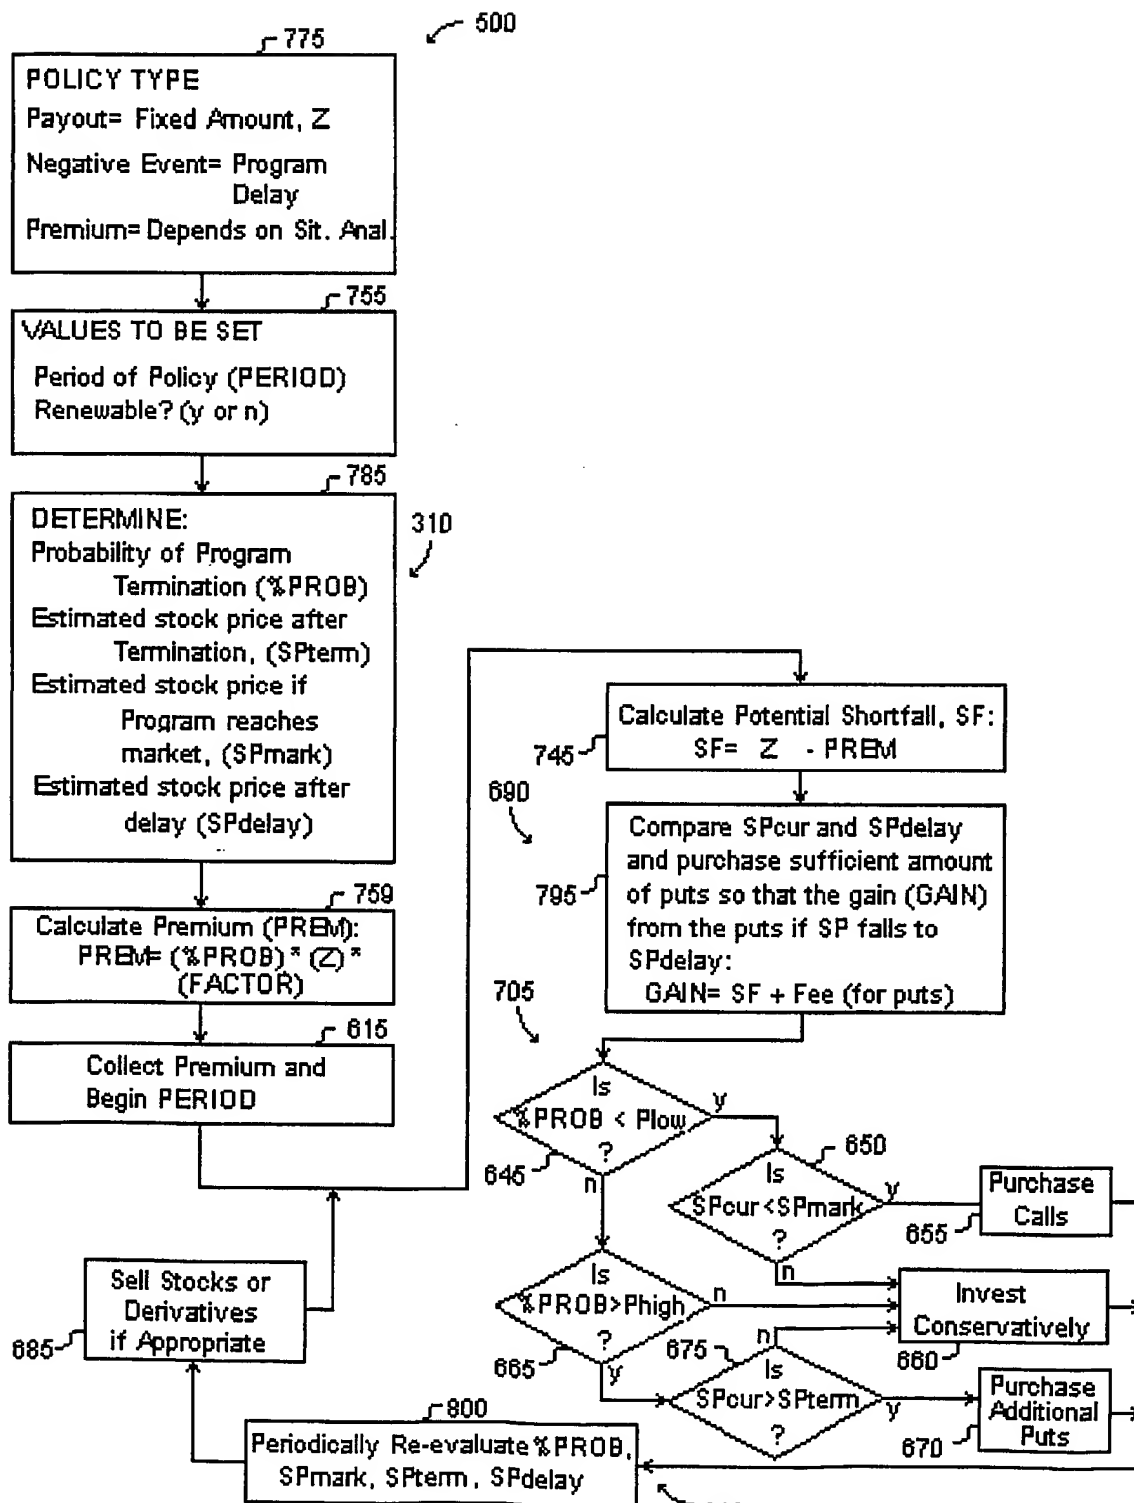 500
775
POLICY TYPE
Payout= Fixed Amount, Z
Negative Event= Program
Delay
Premium= Depends on Sit. Anal.
755
VALUES TO BE SET
Period of Policy (PERIOD)
Renewable? (y or n)
785
DETERMINE:
Probability of Program
Termination (%PROB)
Estimated stock price after
Termination, (SPterm)
Estimated stock price if
Program reaches
market, (SPmark)
Estimated stock price after
delay (SPdelay)
310
759
Calculate Premium (PREM):
PREM= (%PROB)* (Z)*
(FACTOR)
615
Collect Premium and
Begin PERIOD
Calculate Potential Shortfall, SF:
SF= Z - PREM
745
690
Compare SPcur and SPdelay
and purchase sufficient amount
of puts so that the gain (GAIN)
from the puts if SP falls to
SPdelay:
GAIN= SF + Fee (for puts)
795
705
Is
%PROB < Plow
?
y
n
645
650
Is
SPcur<SPmark
?
y
n
Purchase
Calls
655
Is
%PROB>Phigh
?
n
y
665
Invest
Conservatively
660
675
Is
SPcur>SPterm
?
n
y
Purchase
Additional
Puts
670
Sell Stocks or
Derivatives
if Appropriate
685
800
Periodically Re-evaluate %PROB,
SPmark, SPterm, SPdelay